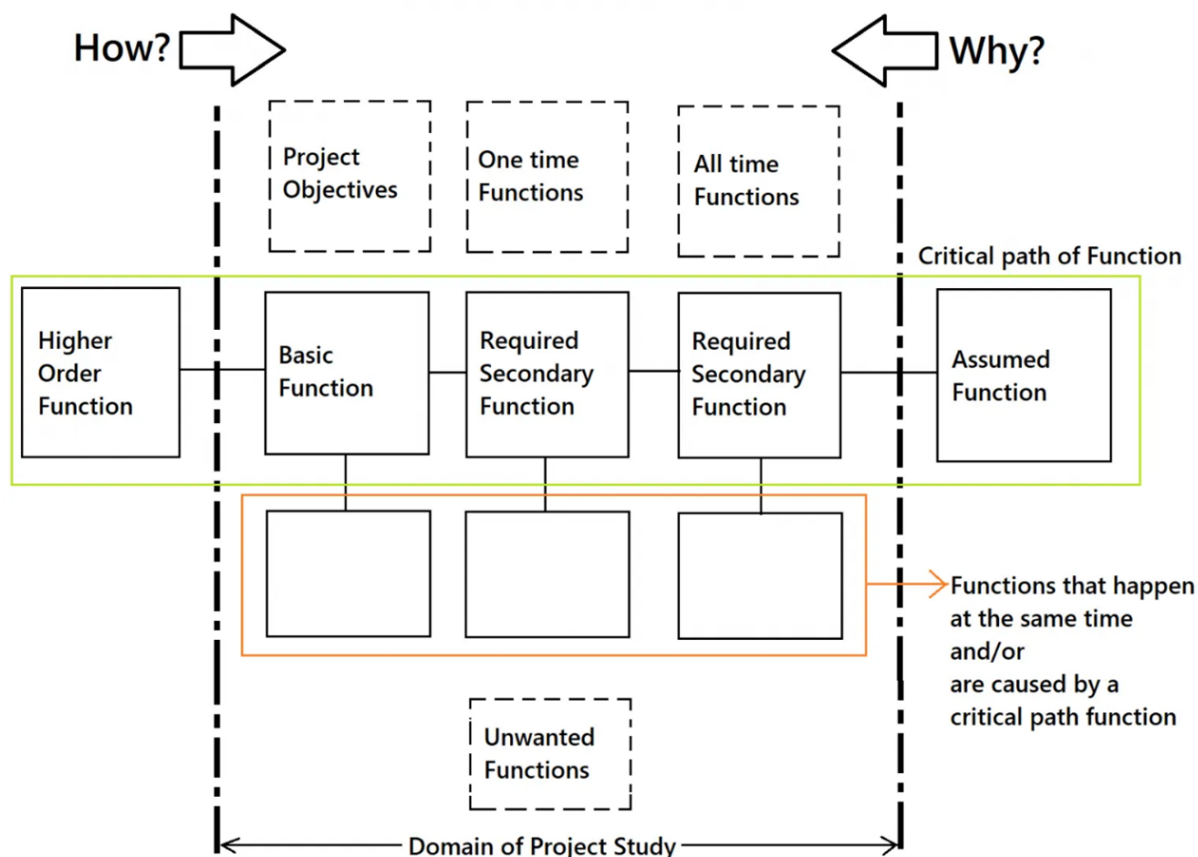 How?
Why?
Project
Objectives
One time
Functions
All time
Functions
Critical path of Function
Higher
Order
Function
Basic
Function
Required
Secondary
Function
Required
Secondary
Function
Assumed
Function
Functions that happen
at the same time
and/or
are caused by a
critical path function
Unwanted
Functions
Domain of Project Study